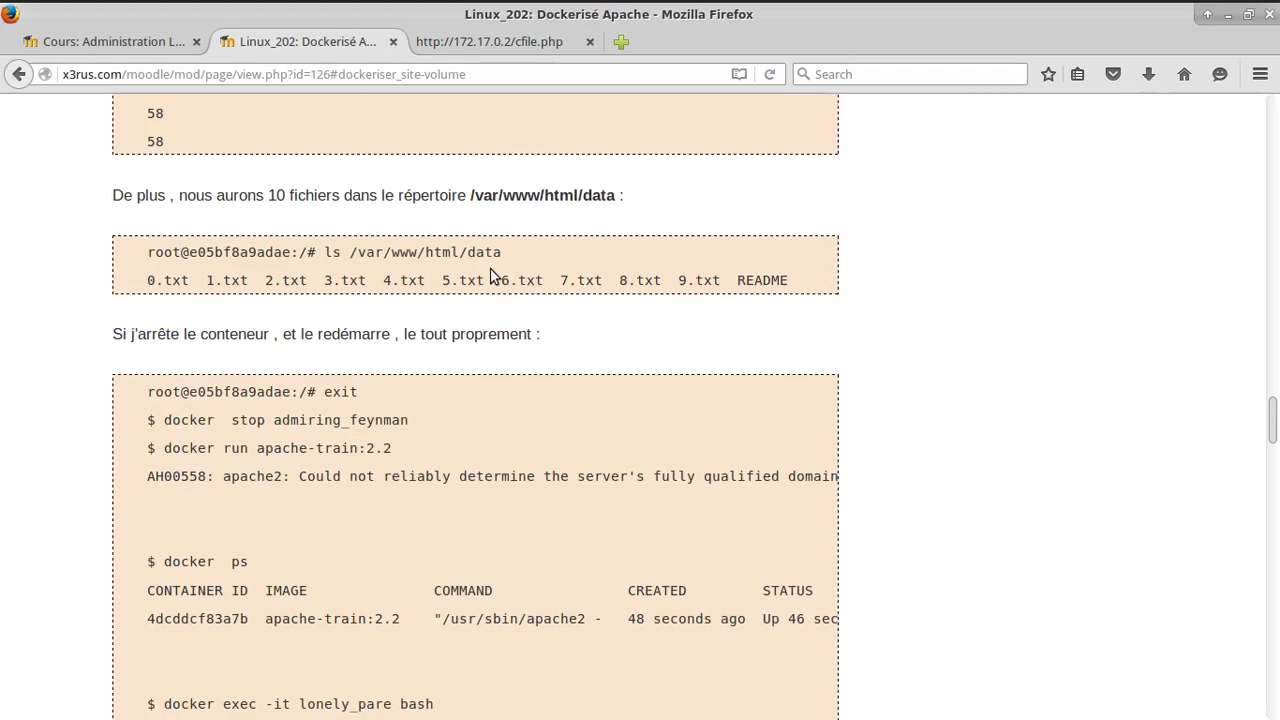 Linux_202: Dockerisé Apache - Mozilla Firefox
Cours: Administration L...
Linux_202: Dockerisé A...
http://172.17.0.2/cfile.php
x3rus.com/moodle/mod/page/view.php?id=126#dockeriser_site-volume
Search
58
58
De plus , nous aurons 10 fichiers dans le répertoire /var/www/html/data :
root@e05bf8a9adae:/# ls /var/www/html/data
0.txt 1.txt 2.txt 3.txt 4.txt 5.txt 6.txt 7.txt 8.txt 9.txt README
Si j'arrête le conteneur , et le redémarre , le tout proprement :
root@e05bf8a9adae:/# exit
$ docker stop admiring_feynman
$ docker run apache-train:2.2
AH00558: apache2: Could not reliably determine the server's fully qualified domain
$ docker ps
CONTAINER ID IMAGE COMMAND CREATED STATUS
4dcddcf83a7b apache-train:2.2 "/usr/sbin/apache2 - 48 seconds ago Up 46 sec
$ docker exec -it lonely_pare bash